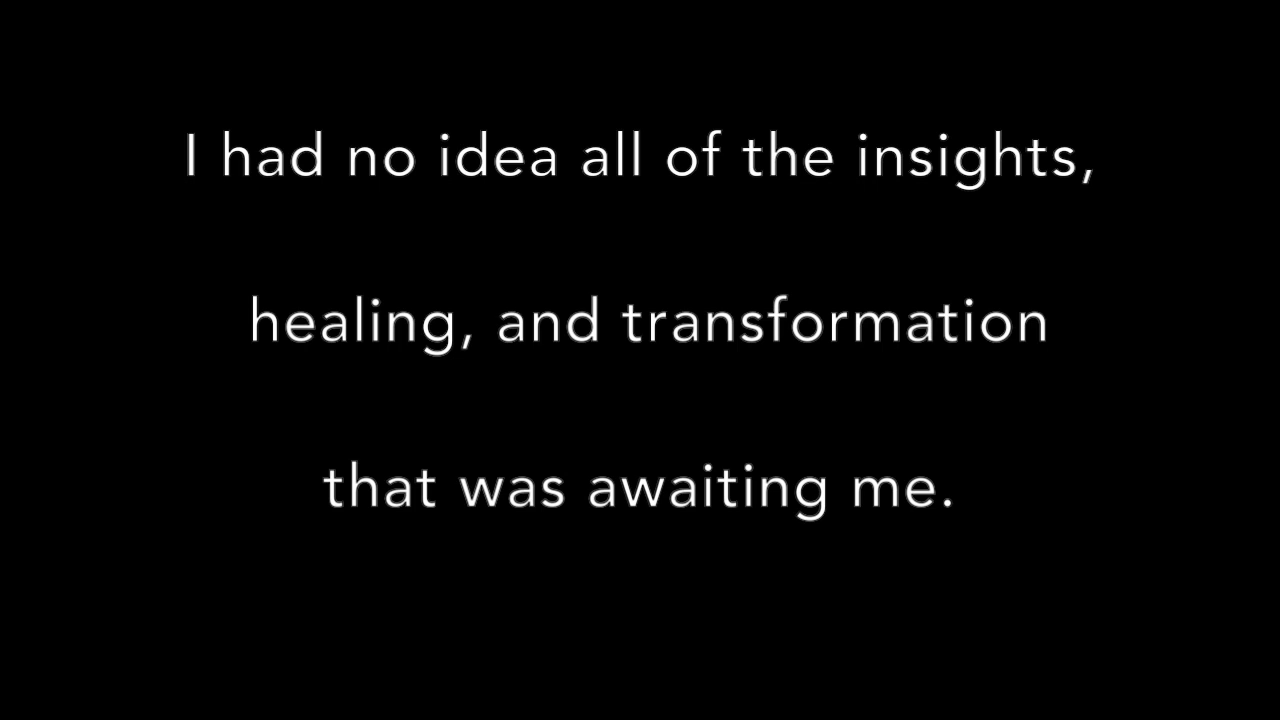 I had no idea all of the insights,
healing, and transformation
that was awaiting me.